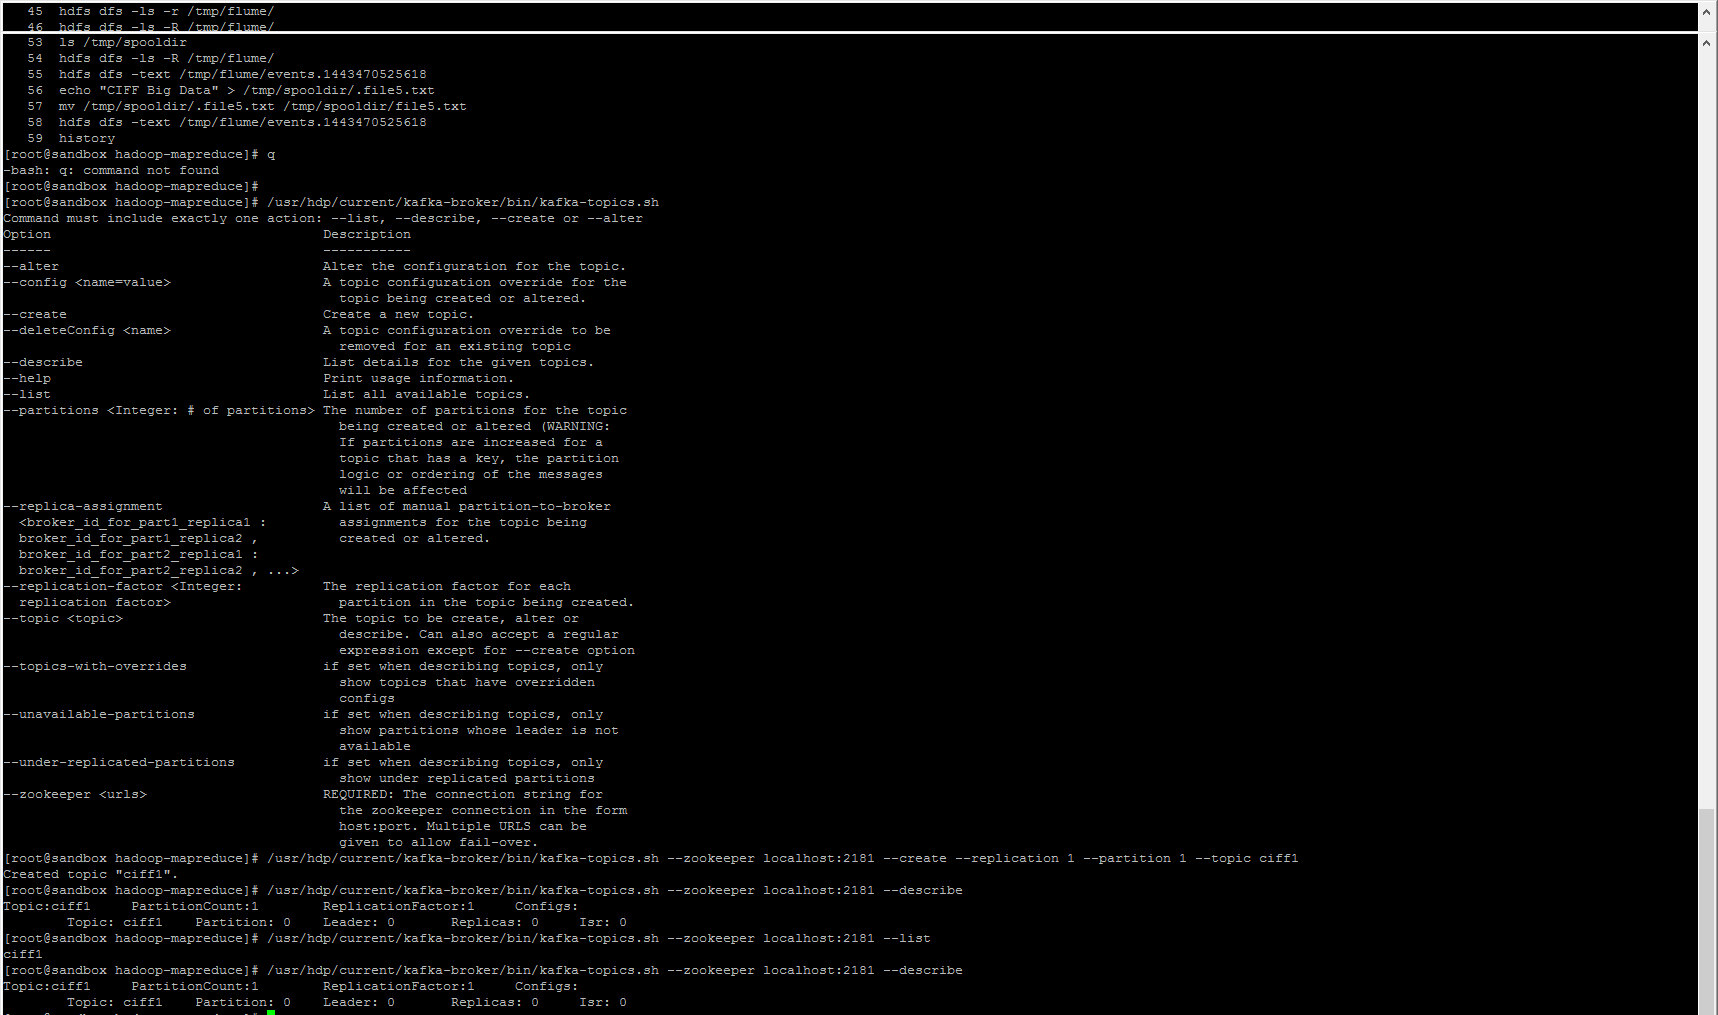 45  hdfs dfs -ls -r /tmp/flume/
46  hdfs dfs -ls -R /tmp/flume/
53  ls /tmp/spooldir
54  hdfs dfs -ls -R /tmp/flume/
55  hdfs dfs -text /tmp/flume/events.1443470525618
56  echo "CIFF Big Data" > /tmp/spooldir/.file5.txt
57  mv /tmp/spooldir/.file5.txt /tmp/spooldir/file5.txt
58  hdfs dfs -text /tmp/flume/events.1443470525618
59  history
[root@sandbox hadoop-mapreduce]# q
-bash: q: command not found
[root@sandbox hadoop-mapreduce]#
[root@sandbox hadoop-mapreduce]# /usr/hdp/current/kafka-broker/bin/kafka-topics.sh
Command must include exactly one action: --list, --describe, --create or --alter
Option                                  Description
------                                  -----------
--alter                                 Alter the configuration for the topic.
--config <name=value>                   A topic configuration override for the
                                          topic being created or altered.
--create                                Create a new topic.
--deleteConfig <name>                   A topic configuration override to be
                                          removed for an existing topic
--describe                              List details for the given topics.
--help                                  Print usage information.
--list                                  List all available topics.
--partitions <Integer: # of partitions> The number of partitions for the topic
                                          being created or altered (WARNING:
                                          If partitions are increased for a
                                          topic that has a key, the partition
                                          logic or ordering of the messages
                                          will be affected
--replica-assignment                    A list of manual partition-to-broker
  <broker_id_for_part1_replica1 :         assignments for the topic being
  broker_id_for_part1_replica2 ,          created or altered.
  broker_id_for_part2_replica1 :
  broker_id_for_part2_replica2 , ...>
--replication-factor <Integer:          The replication factor for each
  replication factor>                     partition in the topic being created.
--topic <topic>                         The topic to be create, alter or
                                          describe. Can also accept a regular
                                          expression except for --create option
--topics-with-overrides                 if set when describing topics, only
                                          show topics that have overridden
                                          configs
--unavailable-partitions                if set when describing topics, only
                                          show partitions whose leader is not
                                          available
--under-replicated-partitions           if set when describing topics, only
                                          show under replicated partitions
--zookeeper <urls>                      REQUIRED: The connection string for
                                          the zookeeper connection in the form
                                          host:port. Multiple URLS can be
                                          given to allow fail-over.
[root@sandbox hadoop-mapreduce]# /usr/hdp/current/kafka-broker/bin/kafka-topics.sh --zookeeper localhost:2181 --create --replication 1 --partition 1 --topic ciff1
Created topic "ciff1".
[root@sandbox hadoop-mapreduce]# /usr/hdp/current/kafka-broker/bin/kafka-topics.sh --zookeeper localhost:2181 --describe
Topic:ciff1     PartitionCount:1        ReplicationFactor:1     Configs:
        Topic: ciff1    Partition: 0    Leader: 0       Replicas: 0     Isr: 0
[root@sandbox hadoop-mapreduce]# /usr/hdp/current/kafka-broker/bin/kafka-topics.sh --zookeeper localhost:2181 --list
ciff1
[root@sandbox hadoop-mapreduce]# /usr/hdp/current/kafka-broker/bin/kafka-topics.sh --zookeeper localhost:2181 --describe
Topic:ciff1     PartitionCount:1        ReplicationFactor:1     Configs:
        Topic: ciff1    Partition: 0    Leader: 0       Replicas: 0     Isr: 0